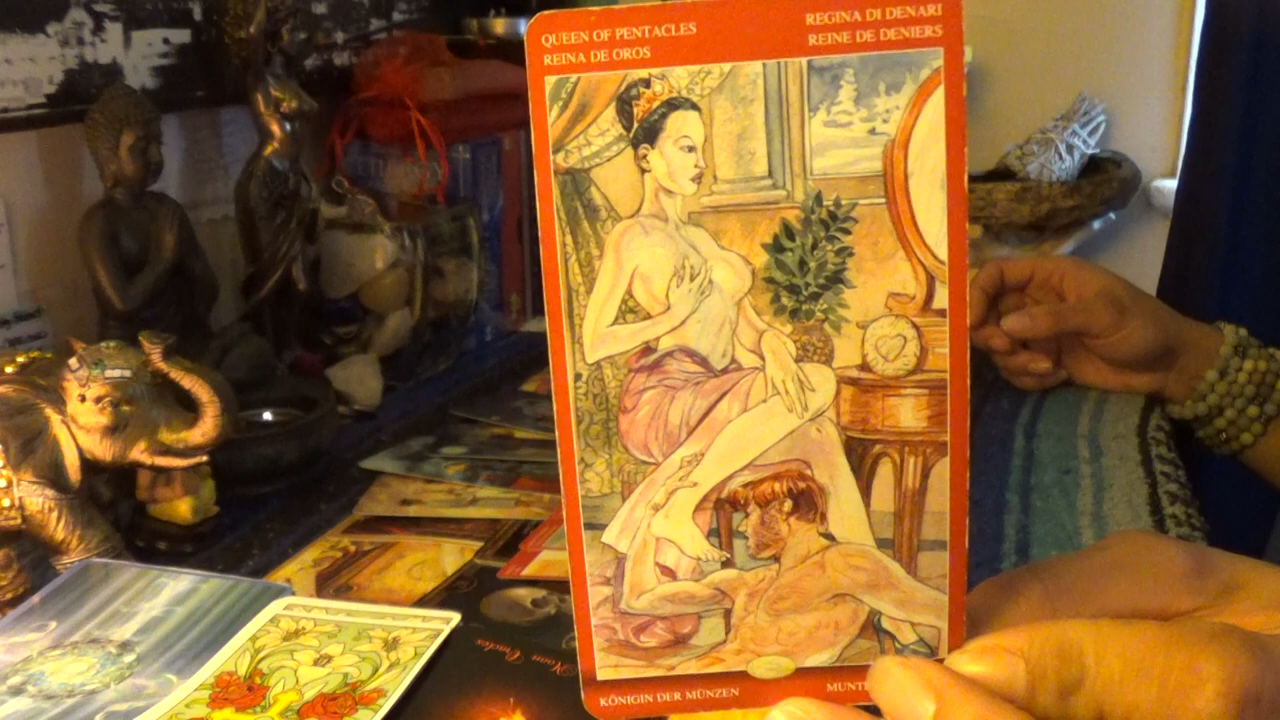 QUEEN OF PENTACLES
REINA DE OROS
REGINA DI DENARI
REINE DE DENIERS
KÖNIGIN DER MÜNZEN